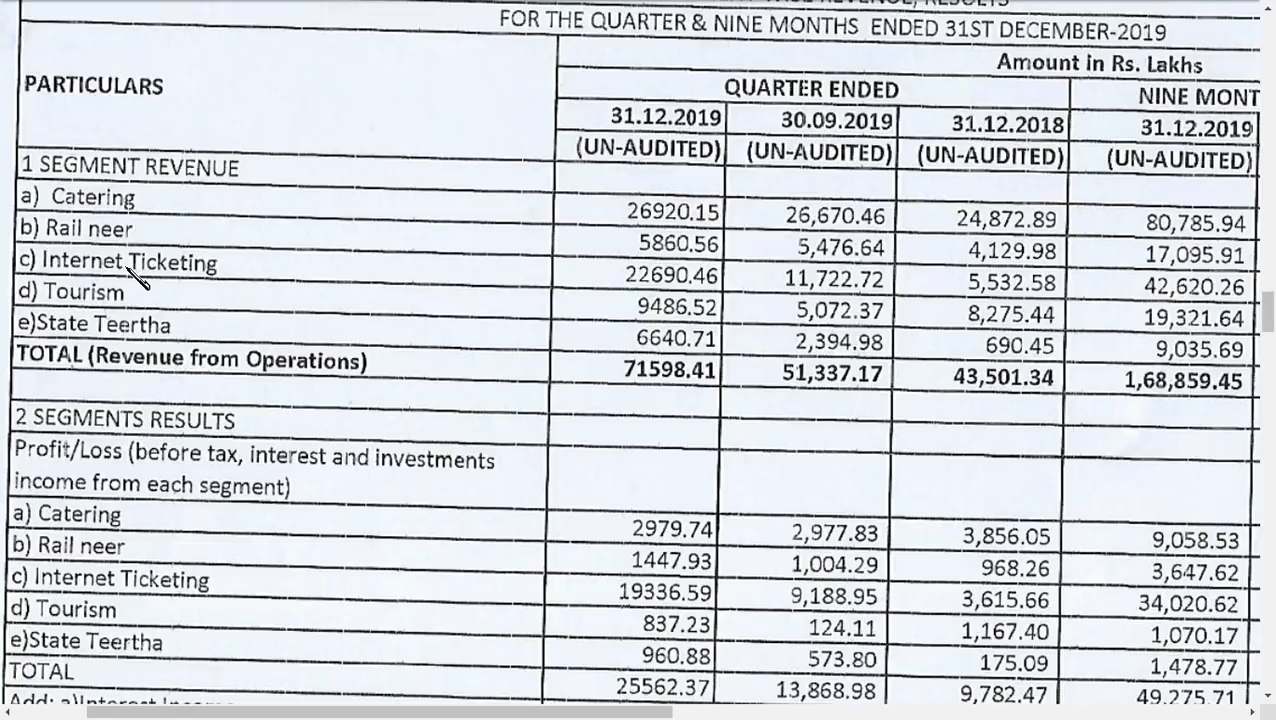 FOR THE QUARTER & NINE MONTHS ENDED 31ST DECEMBER-2019
Amount in Rs. Lakhs
PARTICULARS QUARTER ENDED NINE MONT
31.12.2019 30.09.2019 31.12.2018 31.12.2019
(UN-AUDITED) (UN-AUDITED) (UN-AUDITED) (UN-AUDITED)
1 SEGMENT REVENUE
a) Catering 26920.15 26,670.46 24,872.89 80,785.94
b) Rail neer 5860.56 5,476.64 4,129.98 17,095.91
c) Internet Ticketing 22690.46 11,722.72 5,532.58 42,620.26
d) Tourism 9486.52 5,072.37 8,275.44 19,321.64
e)State Teertha 6640.71 2,394.98 690.45 9,035.69
TOTAL (Revenue from Operations) 71598.41 51,337.17 43,501.34 1,68,859.45
2 SEGMENTS RESULTS
Profit/Loss (before tax, interest and investments
income from each segment)
a) Catering 2979.74 2,977.83 3,856.05 9,058.53
b) Rail neer 1447.93 1,004.29 968.26 3,647.62
c) Internet Ticketing 19336.59 9,188.95 3,615.66 34,020.62
d) Tourism 837.23 124.11 1,167.40 1,070.17
e)State Teertha 960.88 573.80 175.09 1,478.77
TOTAL 25562.37 13,868.98 9,782.47 49,275.71